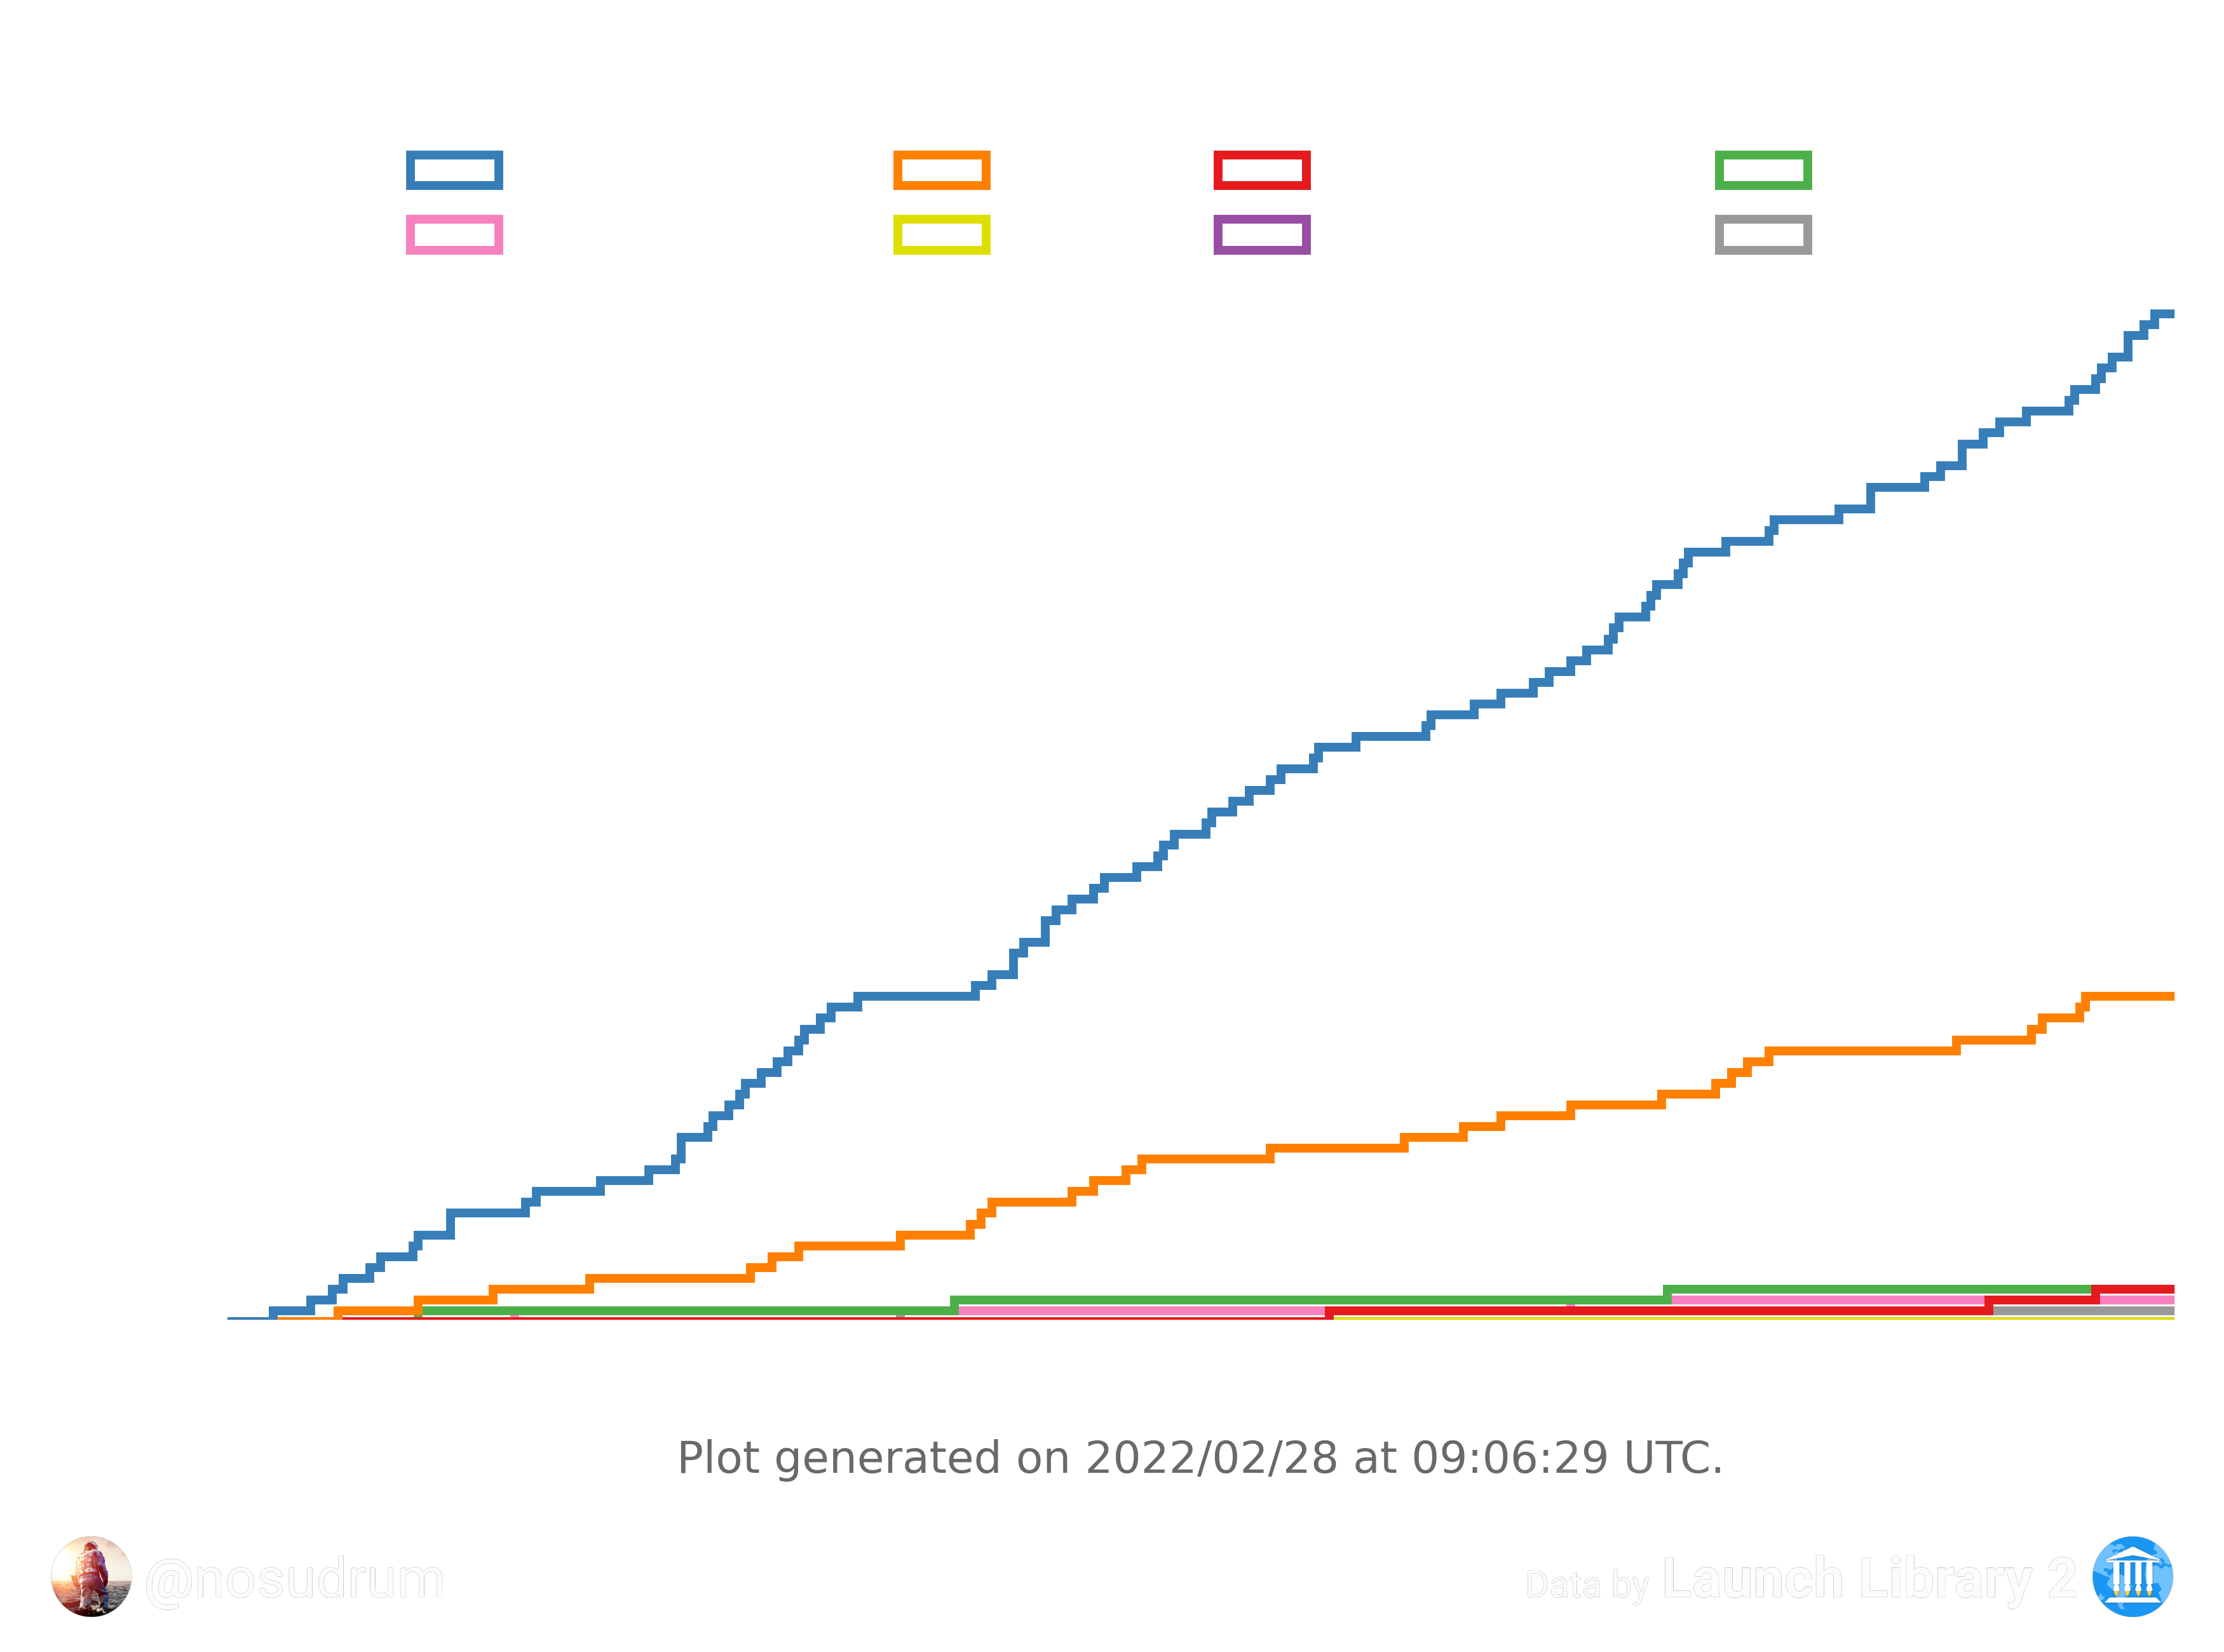 Plot generated on 2022/02/28 at 09:06:29 UTC.
@nosudrum
Data by Launch Library 2